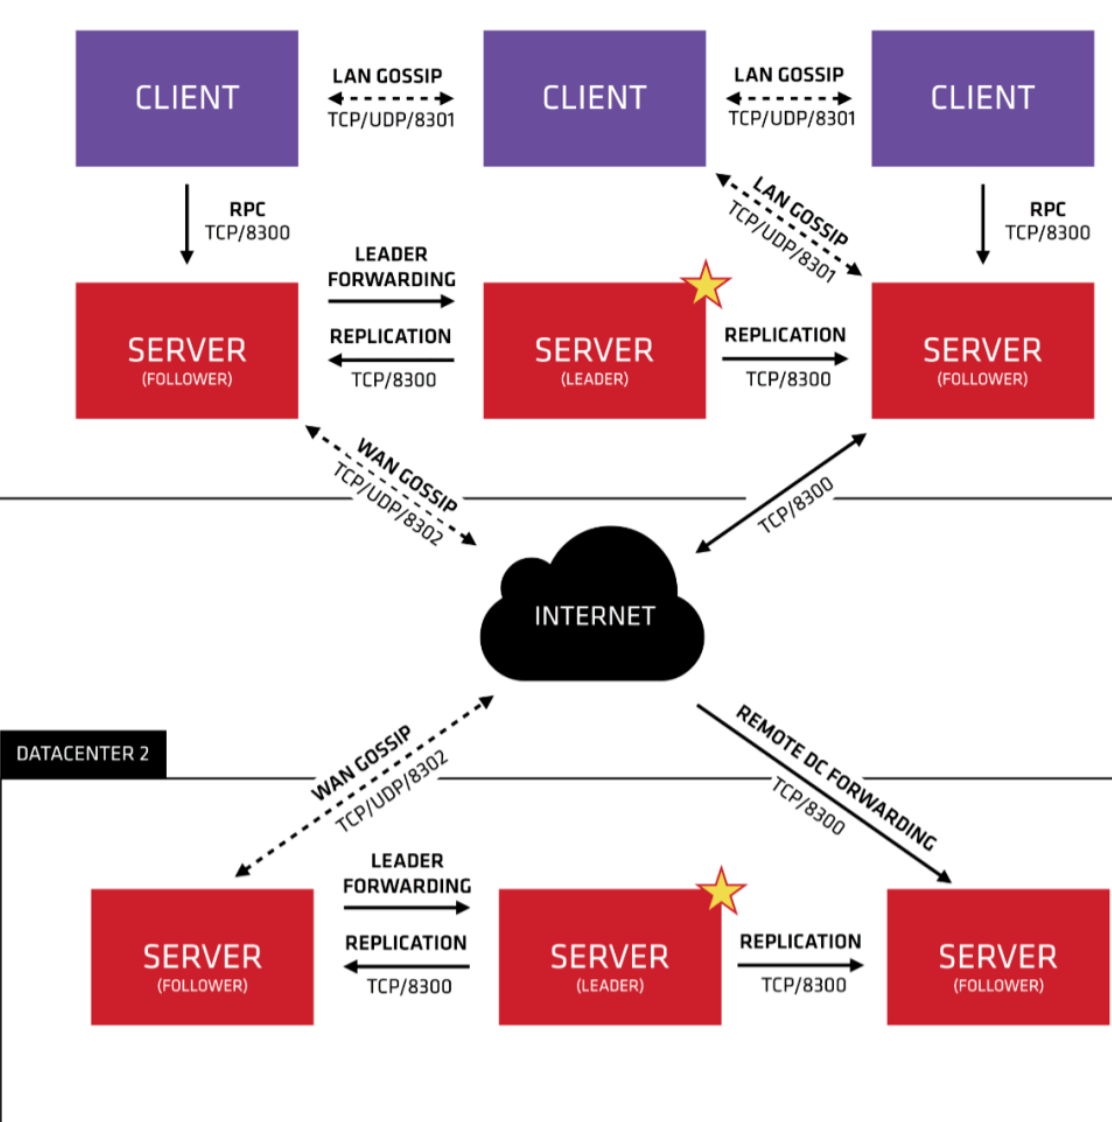 CLIENT
LAN GOSSIP
TCP/UDP/8301
CLIENT
LAN GOSSIP
TCP/UDP/8301
CLIENT
RPC
TCP/8300
LAN GOSSIP
TCP/UDP/8301
RPC
TCP/8300
LEADER
FORWARDING
SERVER
(FOLLOWER)
REPLICATION
TCP/8300
SERVER
(LEADER)
REPLICATION
TCP/8300
SERVER
(FOLLOWER)
WAN GOSSIP
TCP/UDP/8302
TCP/8300
INTERNET
DATACENTER 2
WAN GOSSIP
TCP/UDP/8302
REMOTE DC FORWARDING
TCP/8300
LEADER
FORWARDING
SERVER
(FOLLOWER)
REPLICATION
TCP/8300
SERVER
(LEADER)
REPLICATION
TCP/8300
SERVER
(FOLLOWER)